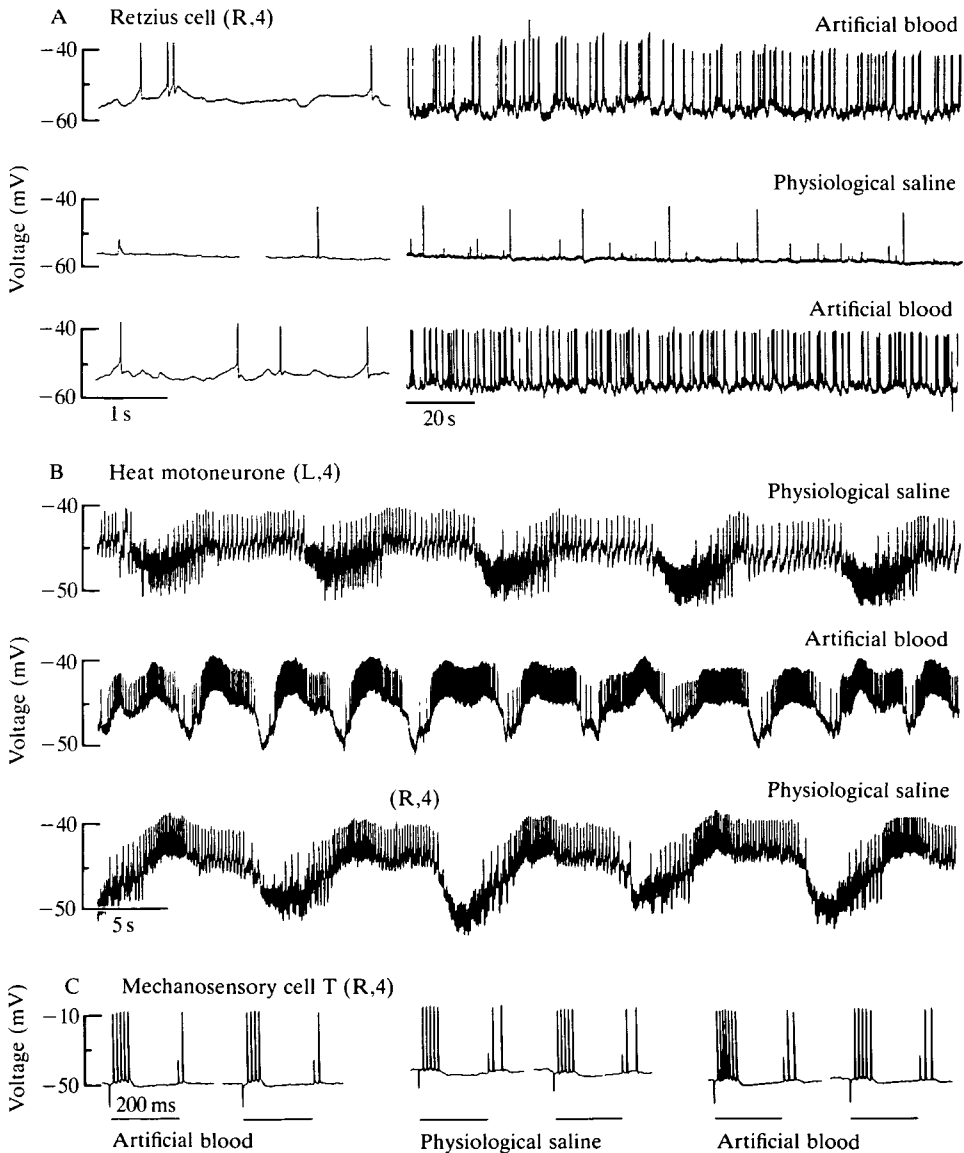 A Retzius cell (R,4)
Artificial blood
−40
−60
Physiological saline
−40
−60
Voltage (mV)
Artificial blood
−40
−60
1 s
20 s
B Heat motoneurone (L,4)
Physiological saline
−40
−50
Artificial blood
−40
−50
Voltage (mV)
(R,4)
Physiological saline
−40
−50
5 s
C Mechanosensory cell T (R,4)
−10
−50
Voltage (mV)
200 ms
Artificial blood Physiological saline Artificial blood